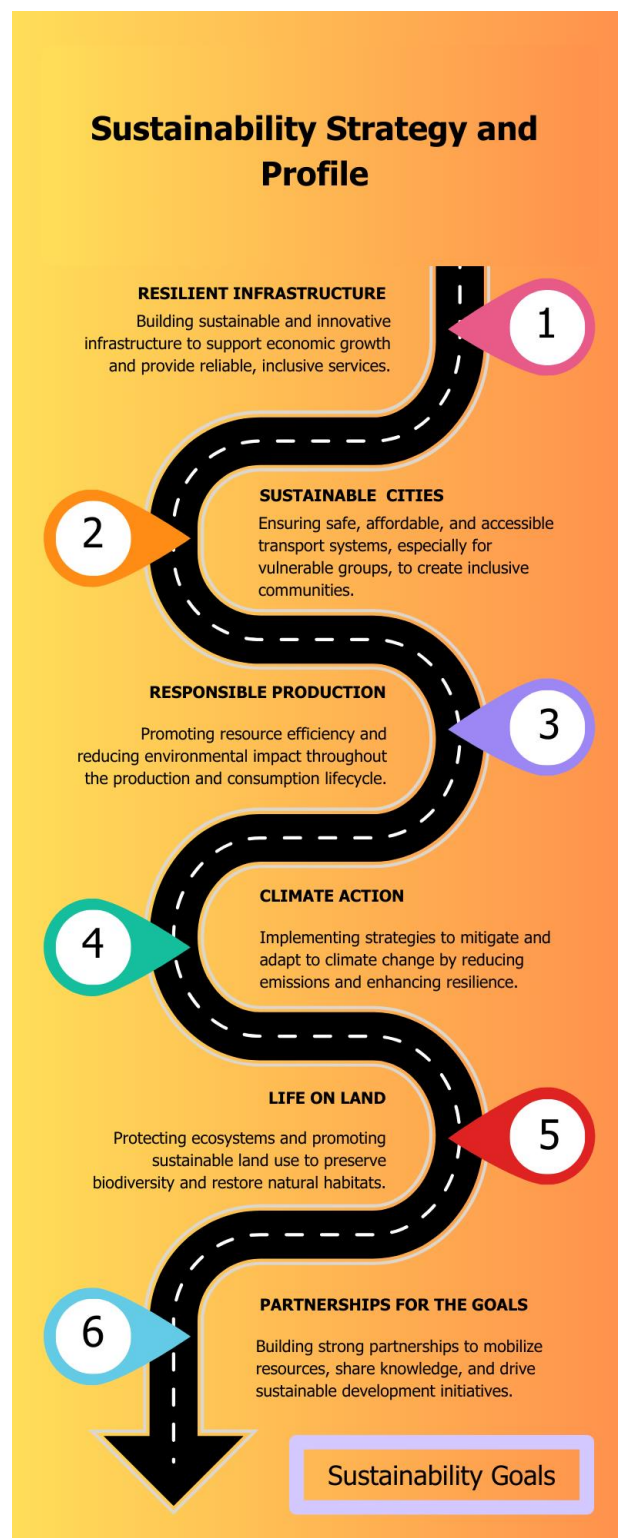 Sustainability Strategy and
Profile
RESILIENT INFRASTRUCTURE
Building sustainable and innovative
infrastructure to support economic growth
and provide reliable, inclusive services.
1
SUSTAINABLE CITIES
Ensuring safe, affordable, and accessible
transport systems, especially for
vulnerable groups, to create inclusive
communities.
2
RESPONSIBLE PRODUCTION
Promoting resource efficiency and
reducing environmental impact throughout
the production and consumption lifecycle.
3
CLIMATE ACTION
Implementing strategies to mitigate and
adapt to climate change by reducing
emissions and enhancing resilience.
4
LIFE ON LAND
Protecting ecosystems and promoting
sustainable land use to preserve
biodiversity and restore natural habitats.
5
PARTNERSHIPS FOR THE GOALS
Building strong partnerships to mobilize
resources, share knowledge, and drive
sustainable development initiatives.
6
Sustainability Goals